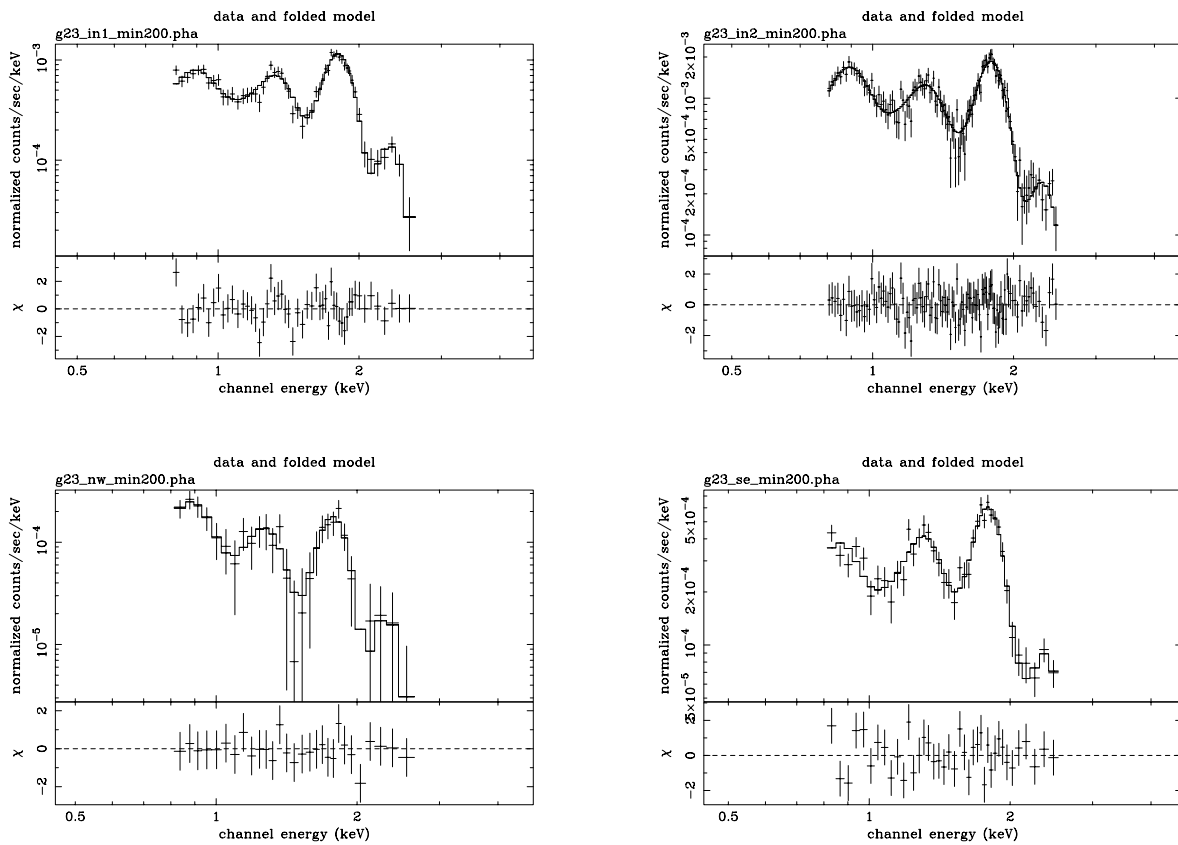 data and folded model
g23_in1_min200.pha
normalized counts/sec/keV
10⁻³
10⁻⁴
χ
2
0
−2
0.5 1 2
channel energy (keV)
data and folded model
g23_in2_min200.pha
normalized counts/sec/keV
2×10⁻³
10⁻³
5×10⁻⁴
2×10⁻⁴
10⁻⁴
χ
2
0
−2
0.5 1 2
channel energy (keV)
data and folded model
g23_nw_min200.pha
normalized counts/sec/keV
10⁻⁴
10⁻⁵
χ
2
0
−2
0.5 1 2
channel energy (keV)
data and folded model
g23_se_min200.pha
normalized counts/sec/keV
5×10⁻⁴
2×10⁻⁴
10⁻⁴
χ
2
0
−2
0.5 1 2
channel energy (keV)